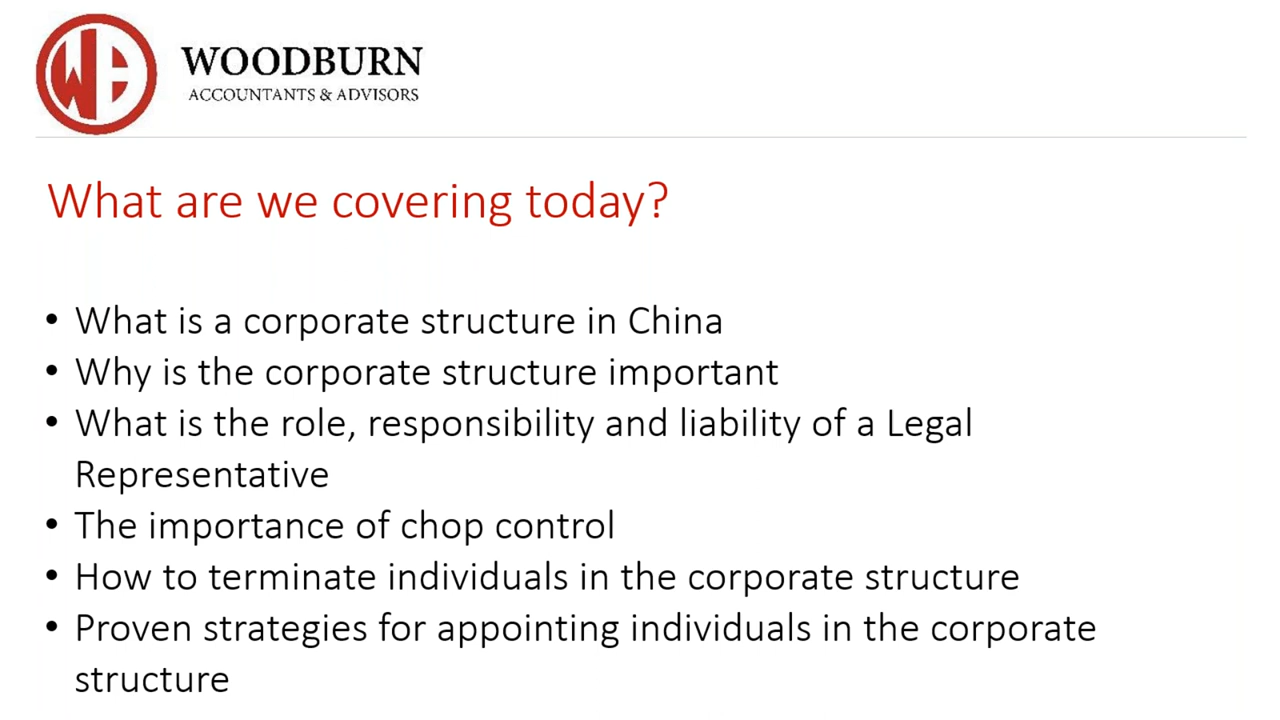 WB
WOODBURN
ACCOUNTANTS & ADVISORS
What are we covering today?
• What is a corporate structure in China
• Why is the corporate structure important
• What is the role, responsibility and liability of a Legal
Representative
• The importance of chop control
• How to terminate individuals in the corporate structure
• Proven strategies for appointing individuals in the corporate
structure